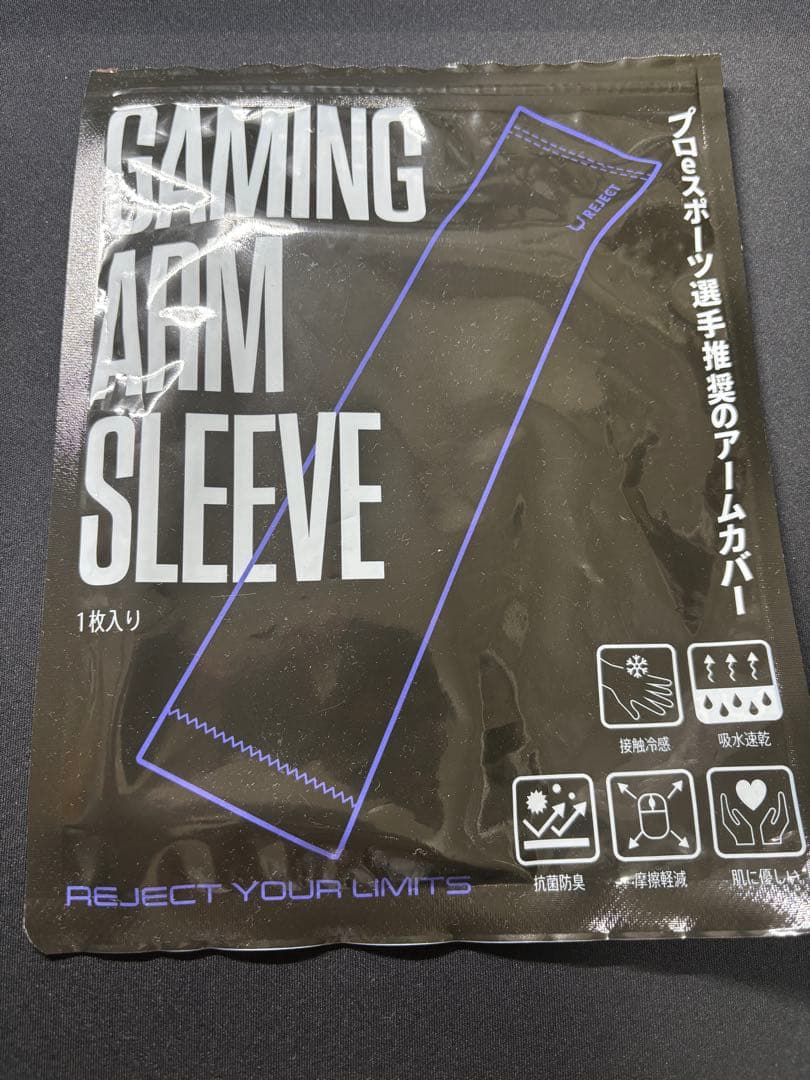 GAMING
ARM
SLEEVE
1枚入り
REJECT
プロeスポーツ選手推奨のアームカバー
接触冷感
吸水速乾
抗菌防臭
摩擦軽減
肌に優しい
REJECT YOUR LIMITS